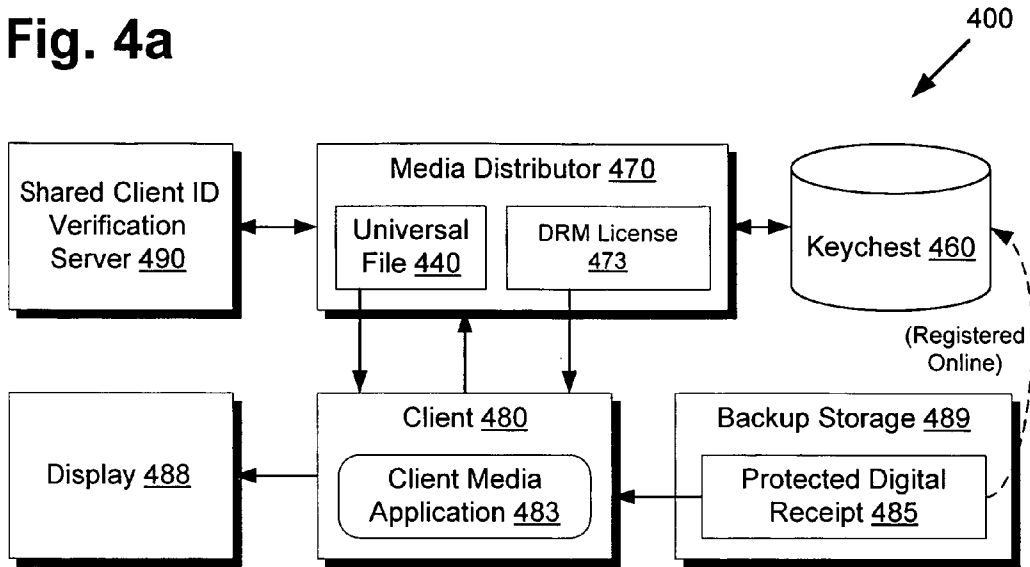 Fig. 4a
400
Shared Client ID
Verification
Server 490
Media Distributor 470
Universal
File 440
DRM License
473
Keychest 460
(Registered
Online)
Display 488
Client 480
Client Media
Application 483
Backup Storage 489
Protected Digital
Receipt 485